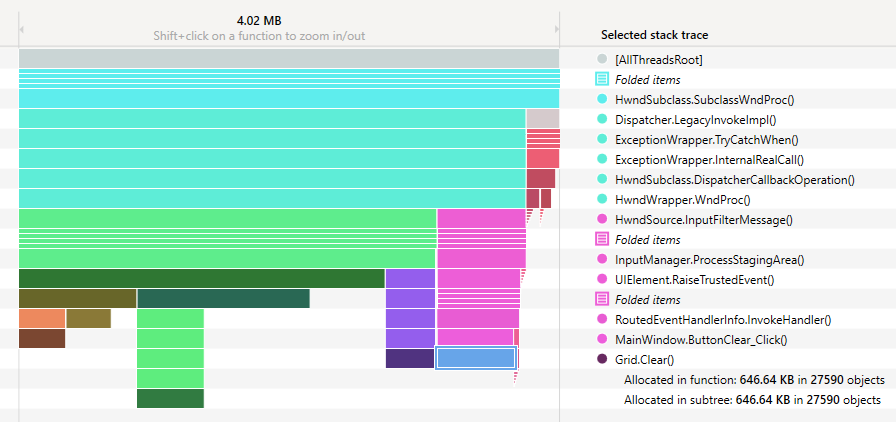 4.02 MB
Shift+click on a function to zoom in/out
Selected stack trace
[AllThreadsRoot]
Folded items
HwndSubclass.SubclassWndProc()
Dispatcher.LegacyInvokeImpl()
ExceptionWrapper.TryCatchWhen()
ExceptionWrapper.InternalRealCall()
HwndSubclass.DispatcherCallbackOperation()
HwndWrapper.WndProc()
HwndSource.InputFilterMessage()
Folded items
InputManager.ProcessStagingArea()
UIElement.RaiseTrustedEvent()
Folded items
RoutedEventHandlerInfo.InvokeHandler()
MainWindow.ButtonClear_Click()
Grid.Clear()
Allocated in function: 646.64 KB in 27590 objects
Allocated in subtree: 646.64 KB in 27590 objects